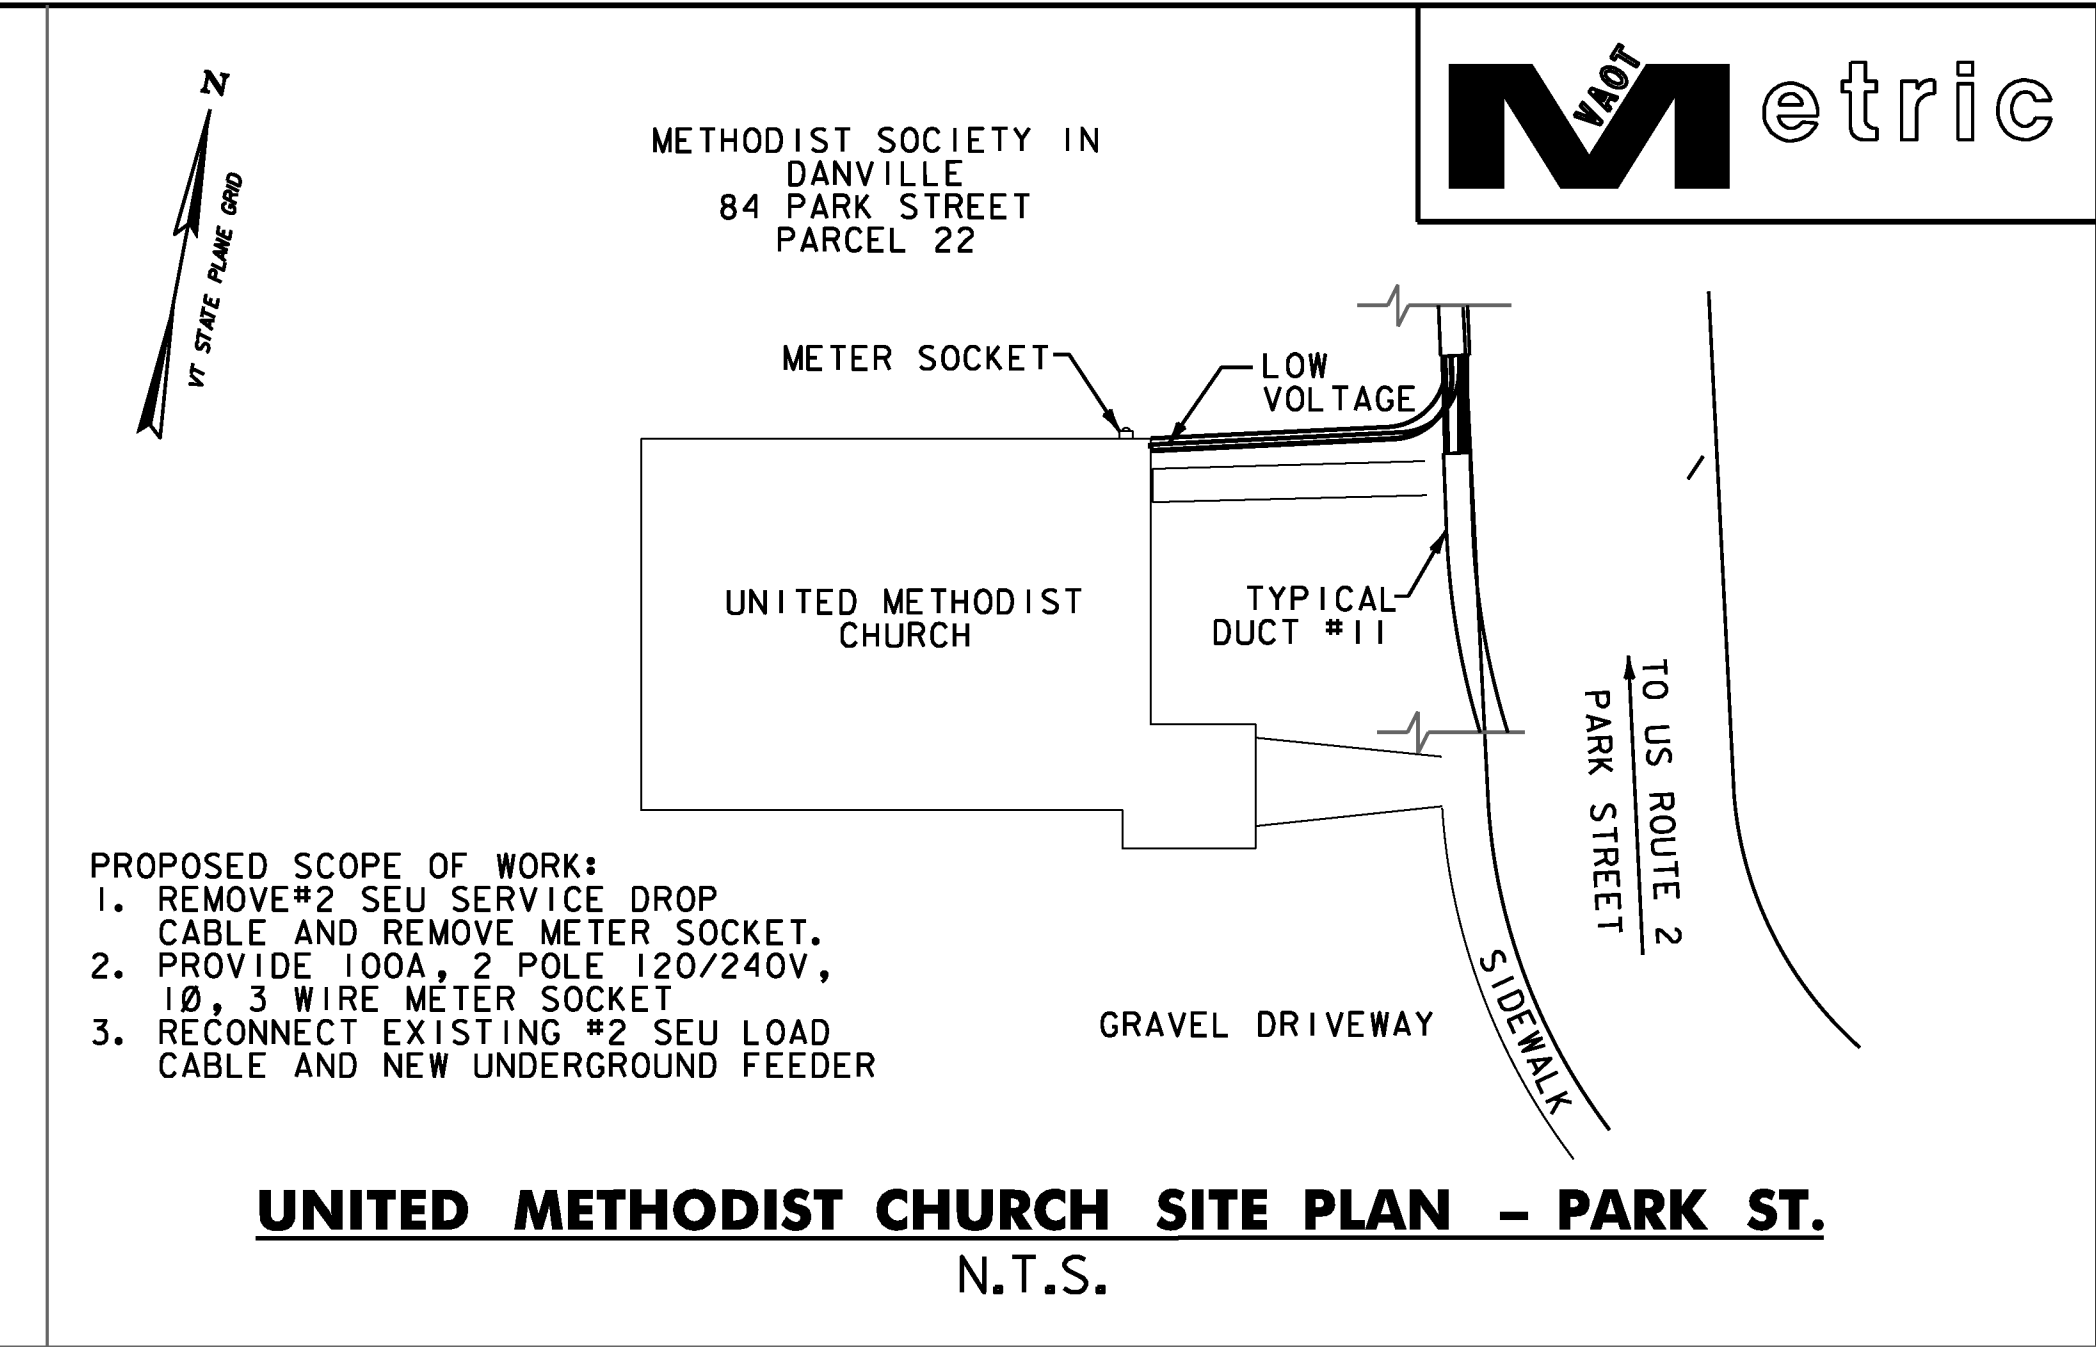 N
VT STATE PLANE GRID
METHODIST SOCIETY IN
DANVILLE
84 PARK STREET
PARCEL 22
VAOT
Metric
METER SOCKET
LOW
VOLTAGE
UNITED METHODIST
CHURCH
TYPICAL
DUCT #11
TO US ROUTE 2
PARK STREET
SIDEWALK
GRAVEL DRIVEWAY
PROPOSED SCOPE OF WORK:
1. REMOVE#2 SEU SERVICE DROP
CABLE AND REMOVE METER SOCKET.
2. PROVIDE 100A, 2 POLE 120/240V,
1Ø, 3 WIRE METER SOCKET
3. RECONNECT EXISTING #2 SEU LOAD
CABLE AND NEW UNDERGROUND FEEDER
UNITED METHODIST CHURCH SITE PLAN - PARK ST.
N.T.S.